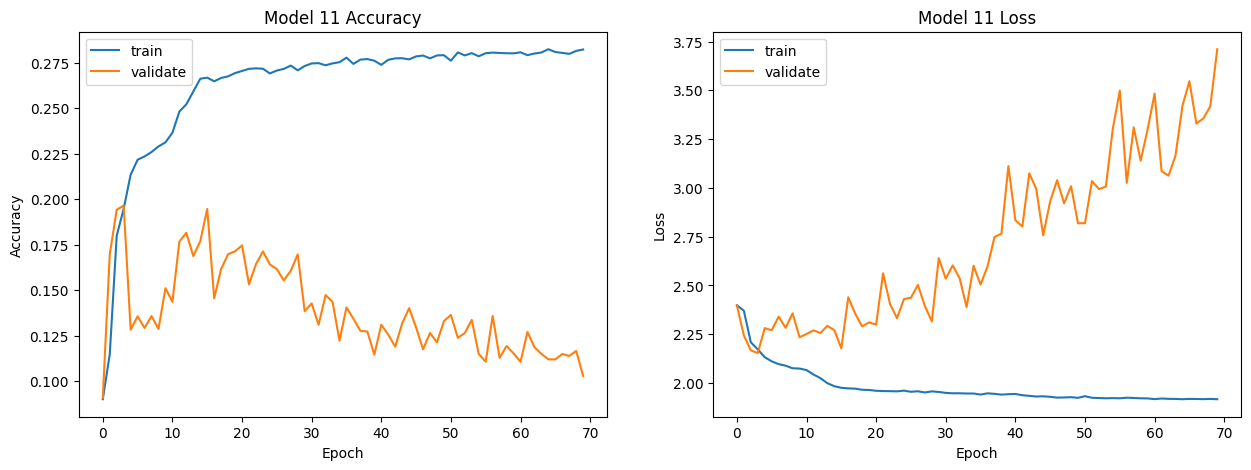 Model 11 Accuracy
train
validate
0.275
0.250
0.225
0.200
0.175
0.150
0.125
0.100
Accuracy
0 10 20 30 40 50 60 70
Epoch
Model 11 Loss
train
validate
3.75
3.50
3.25
3.00
2.75
2.50
2.25
2.00
Loss
0 10 20 30 40 50 60 70
Epoch